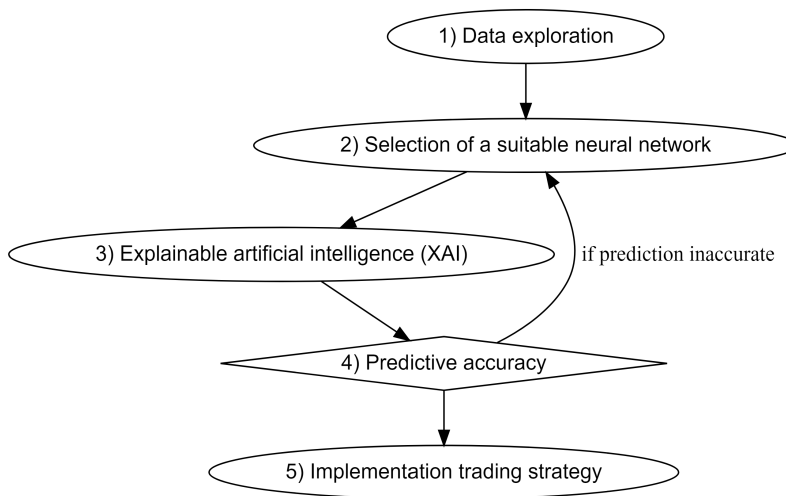 1) Data exploration
2) Selection of a suitable neural network
3) Explainable artificial intelligence (XAI)
if prediction inaccurate
4) Predictive accuracy
5) Implementation trading strategy